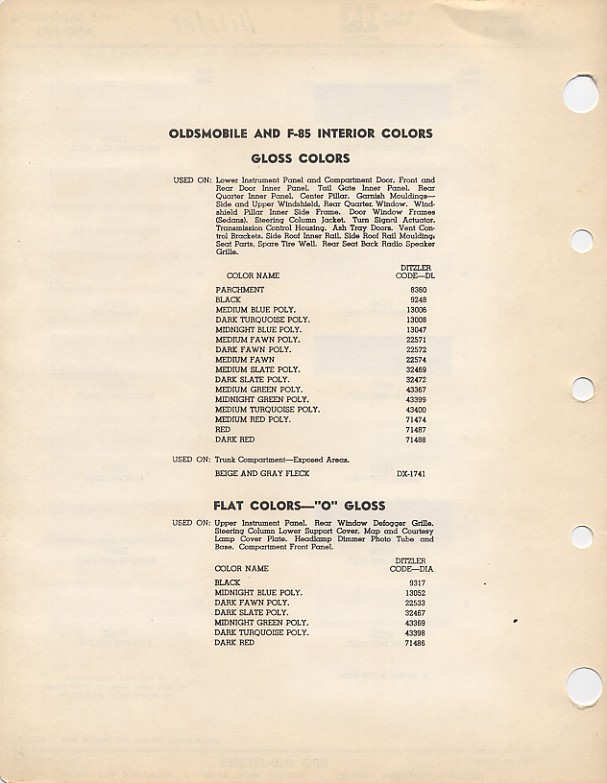 OLDSMOBILE AND F-85 INTERIOR COLORS
GLOSS COLORS
USED ON: Lower Instrument Panel and Compartment Door, Front and
Rear Door Inner Panel. Tail Gate Inner Panel. Rear
Quarter Inner Panel. Center Pillar. Garnish Mouldings—
Side and Upper Windshield, Rear Quarter Window. Wind-
shield Pillar Inner Side Frame. Door Window Frames
(Sedans). Steering Column Jacket. Turn Signal Actuator.
Transmission Control Housing. Ash Tray Doors. Vent Con-
trol Brackets. Side Roof Inner Rail. Side Roof Rail Moulding,
Seat Parts, Spare Tire Well. Rear Seat Back Radio Speaker
Grille.
DITZLER
COLOR NAME CODE—DL
PARCHMENT 8360
BLACK 9248
MEDIUM BLUE POLY. 13006
DARK TURQUOISE POLY. 13008
MIDNIGHT BLUE POLY. 13047
MEDIUM FAWN POLY. 22571
DARK FAWN POLY. 22572
MEDIUM FAWN 22574
MEDIUM SLATE POLY. 32469
DARK SLATE POLY. 32472
MEDIUM GREEN POLY. 43367
MIDNIGHT GREEN POLY. 43399
MEDIUM TURQUOISE POLY. 43400
MEDIUM RED POLY. 71474
RED 71487
DARK RED 71488
USED ON: Trunk Compartment—Exposed Areas.
BEIGE AND GRAY FLECK DX-1741
FLAT COLORS—"O" GLOSS
USED ON: Upper Instrument Panel. Rear Window Defogger Grille.
Steering Column Lower Support Cover. Map and Courtesy
Lamp Cover Plate. Headlamp Dimmer Photo Tube and
Base. Compartment Front Panel.
DITZLER
COLOR NAME CODE—DIA
BLACK 9317
MIDNIGHT BLUE POLY. 13052
DARK FAWN POLY. 22533
DARK SLATE POLY. 32467
MIDNIGHT GREEN POLY. 43369
DARK TURQUOISE POLY. 43398
DARK RED 71486